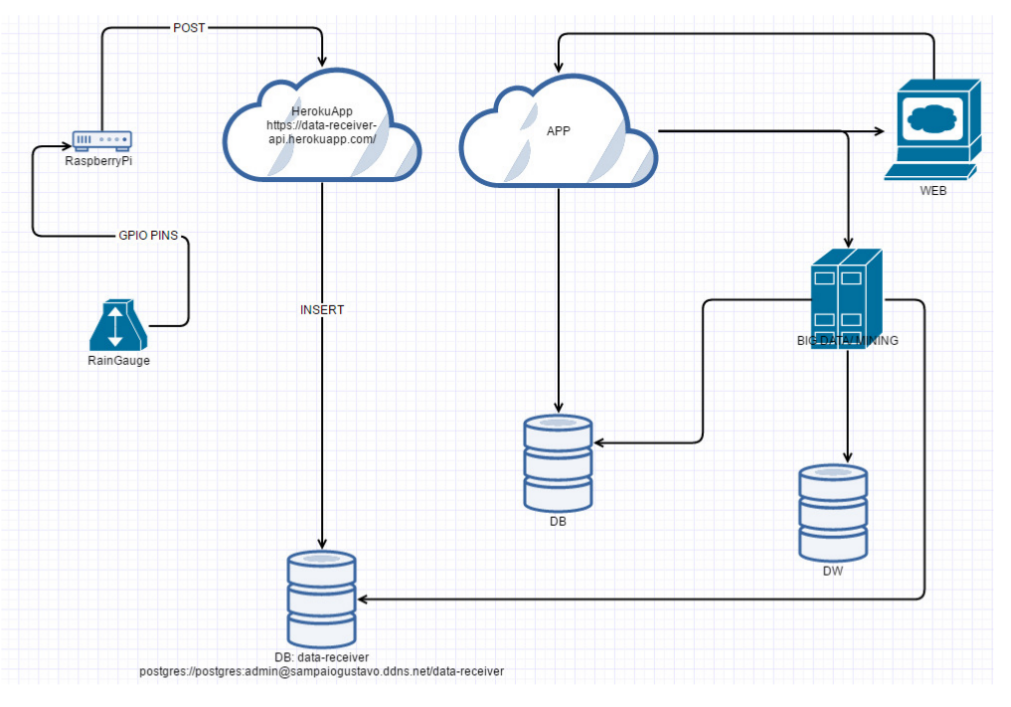 POST
HerokuApp
https://data-receiver-
api.herokuapp.com/
APP
RaspberryPi
WEB
GPIO PINS
INSERT
RainGauge
BIG DATA/MINING
DB
DW
DB: data-receiver
postgres://postgres:admin@sampaiogustavo.ddns.net/data-receiver